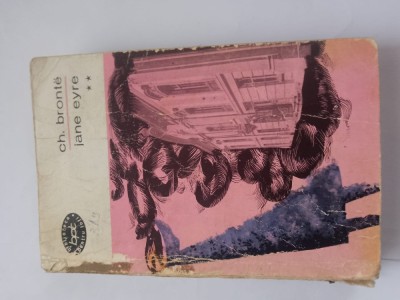 ch. brontë
jane eyre
**